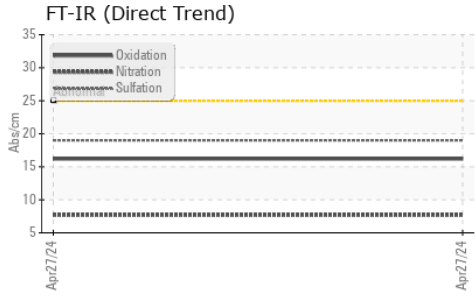 FT-IR (Direct Trend)
35
30
25
20
15
10
5
Abs/cm
Oxidation
Nitration
Sulfation
Abnormal
Apr27/24
Apr27/24